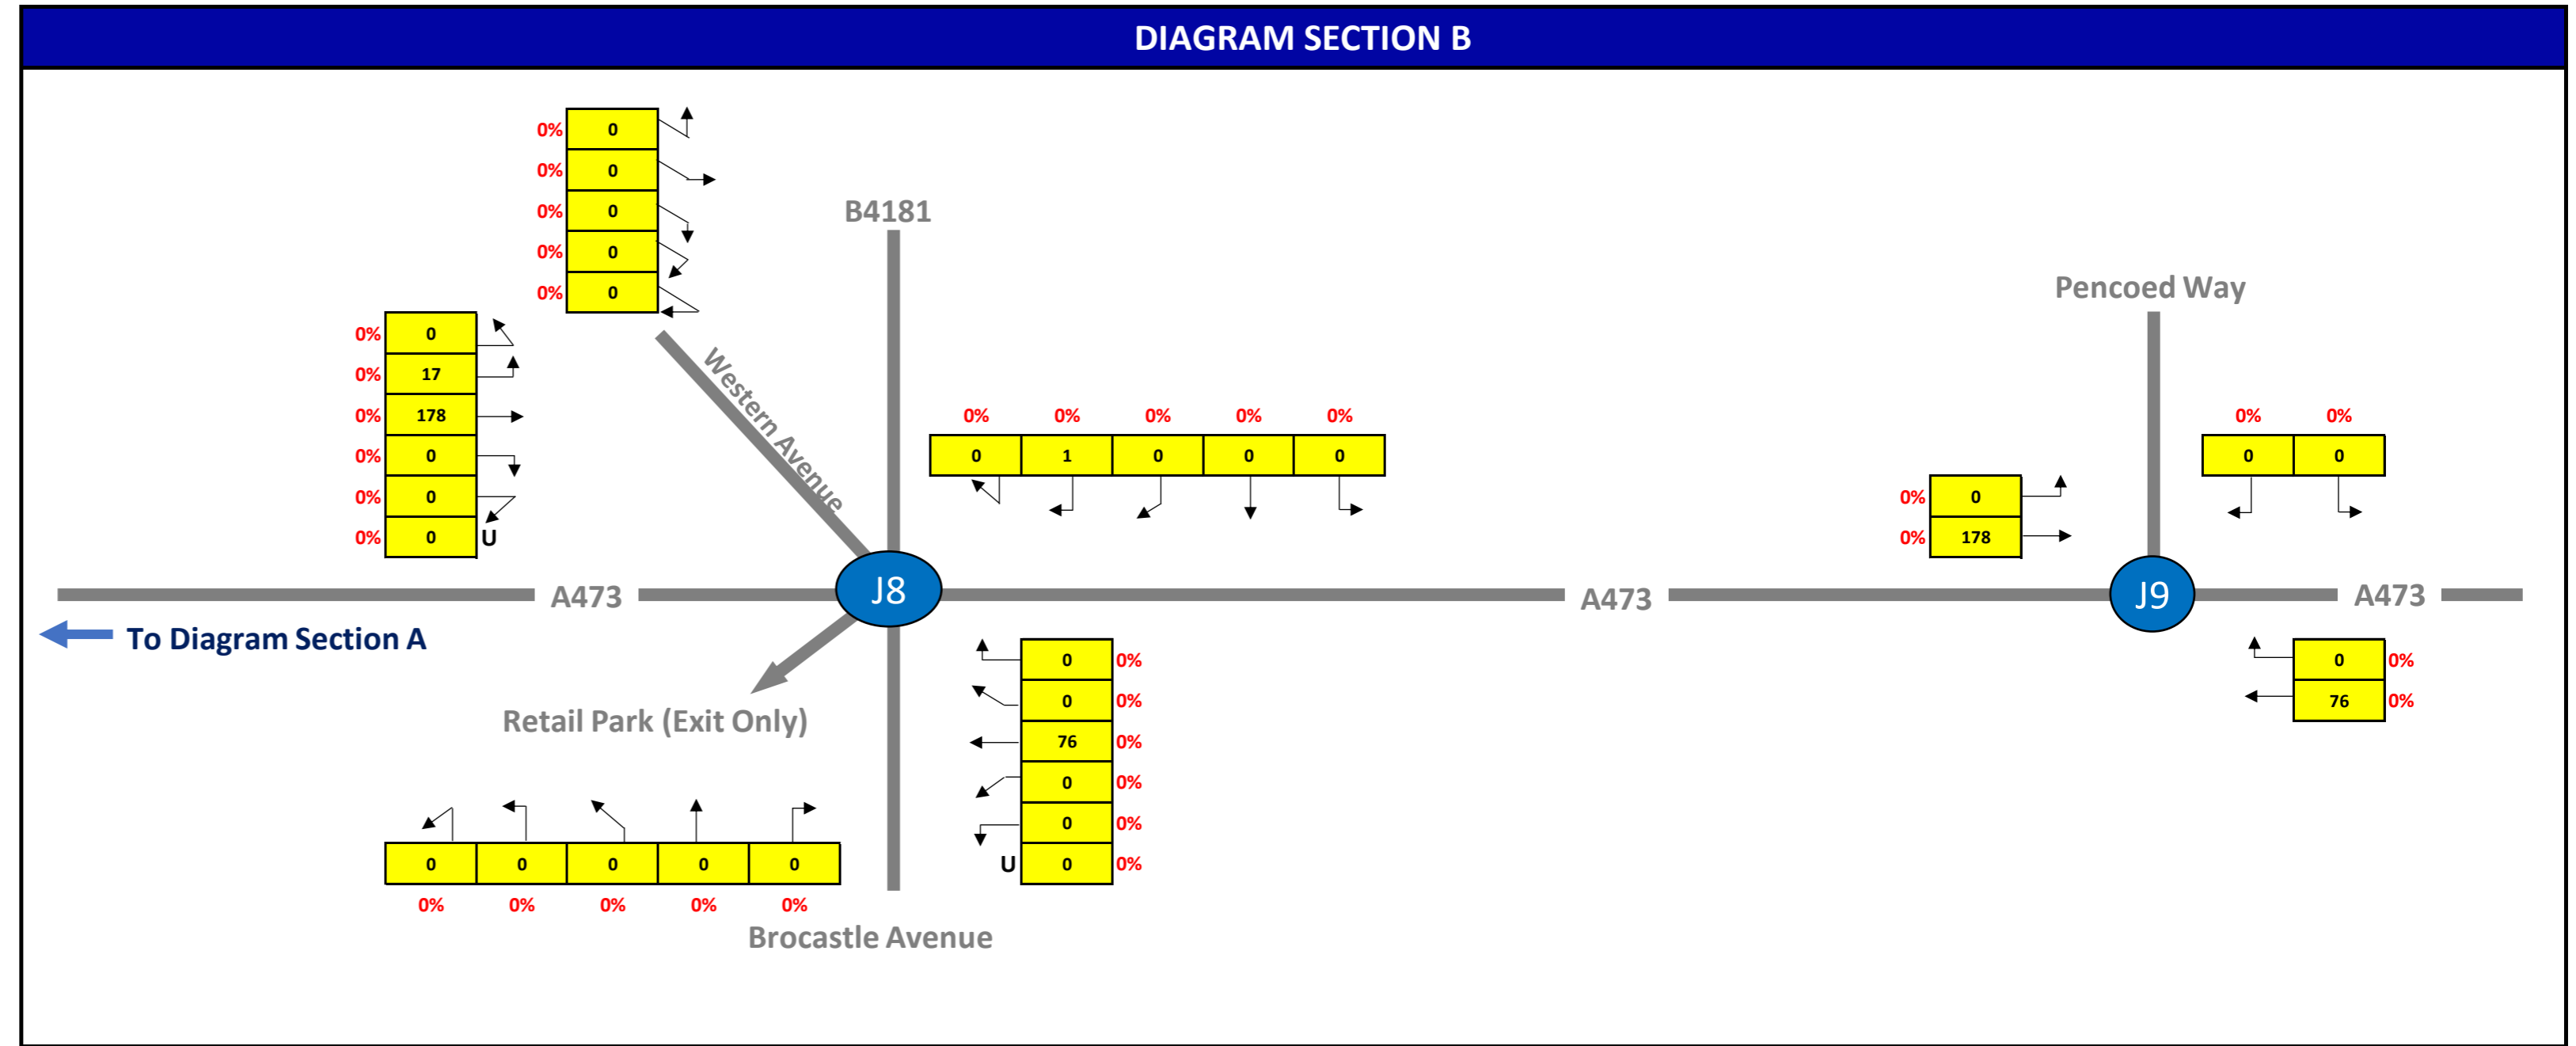 DIAGRAM SECTION B
0% 0
0% 0
0% 0
0% 0
0% 0
B4181
Western Avenue
Pencoed Way
0% 0
0% 17
0% 178
0% 0
0% 0
0% 0 U
0% 0% 0% 0% 0%
0 1 0 0 0
0% 0
0% 178
0% 0%
0 0
A473
J8
A473
J9
A473
To Diagram Section A
Retail Park (Exit Only)
0 0%
0 0%
76 0%
0 0%
0 0%
U 0 0%
0 0%
76 0%
0 0 0 0 0
0% 0% 0% 0% 0%
Brocastle Avenue